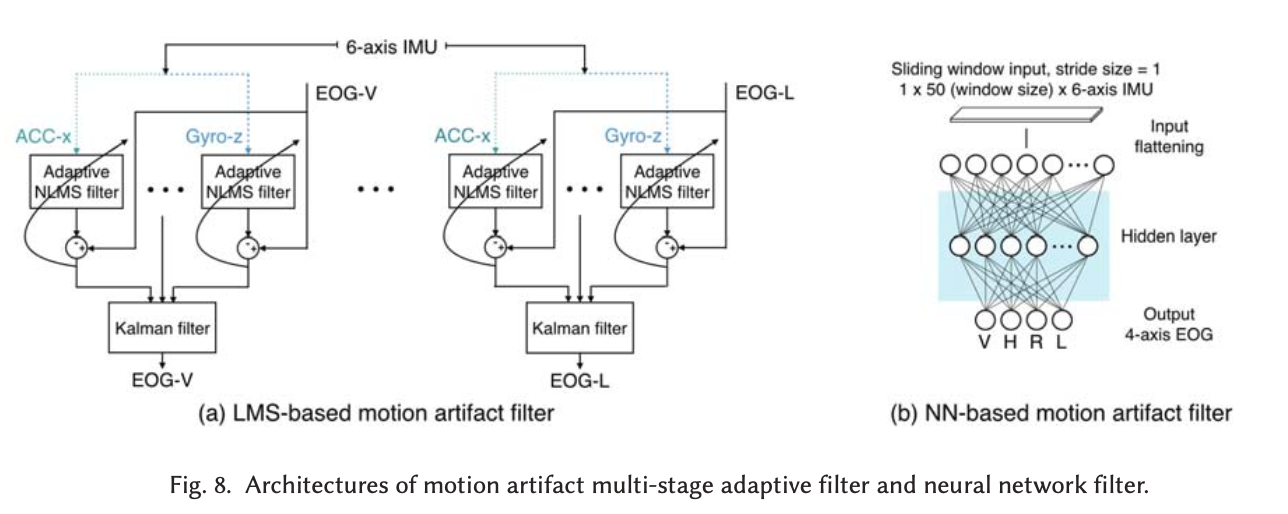 6-axis IMU
EOG-V
EOG-L
ACC-x
Gyro-z
ACC-x
Gyro-z
Adaptive
NLMS filter
Adaptive
NLMS filter
Adaptive
NLMS filter
Adaptive
NLMS filter
- +
- +
- +
- +
Kalman filter
Kalman filter
EOG-V
EOG-L
(a) LMS-based motion artifact filter
Sliding window input, stride size = 1
1 x 50 (window size) x 6-axis IMU
Input
flattening
Hidden layer
Output
4-axis EOG
V H R L
(b) NN-based motion artifact filter
Fig. 8. Architectures of motion artifact multi-stage adaptive filter and neural network filter.